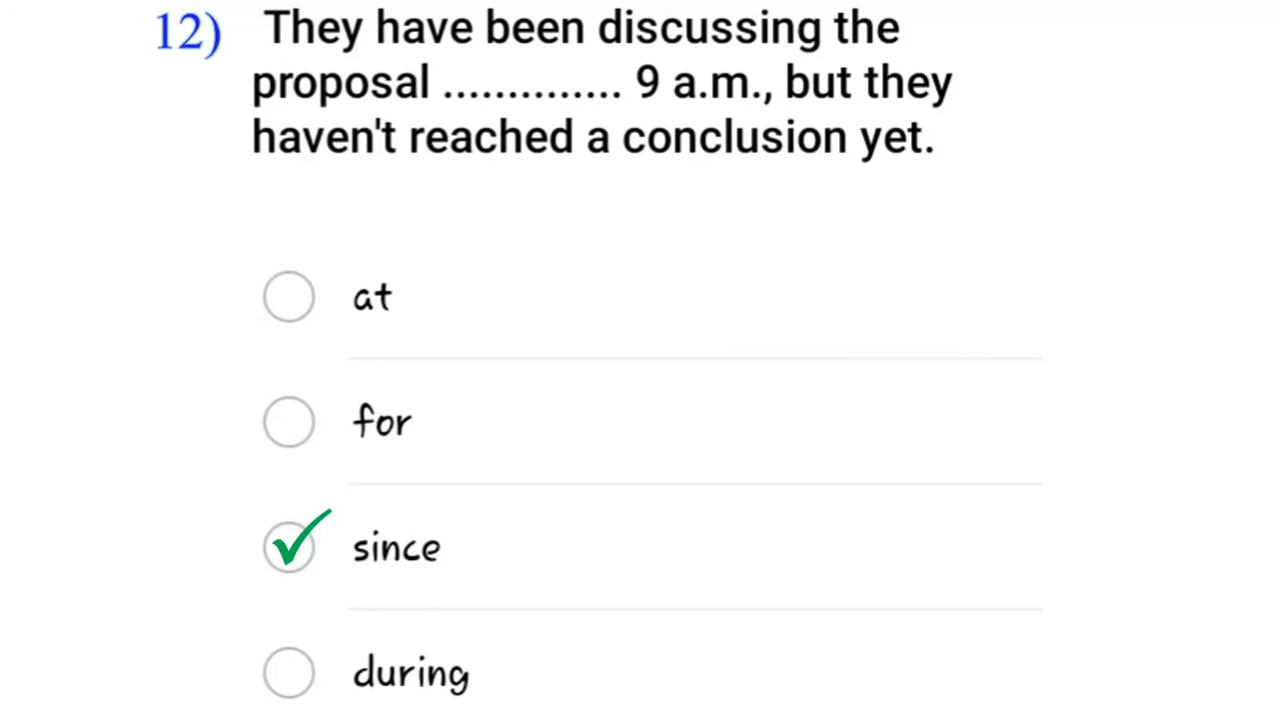 12) They have been discussing the
proposal .............. 9 a.m., but they
haven't reached a conclusion yet.
at
for
since
during